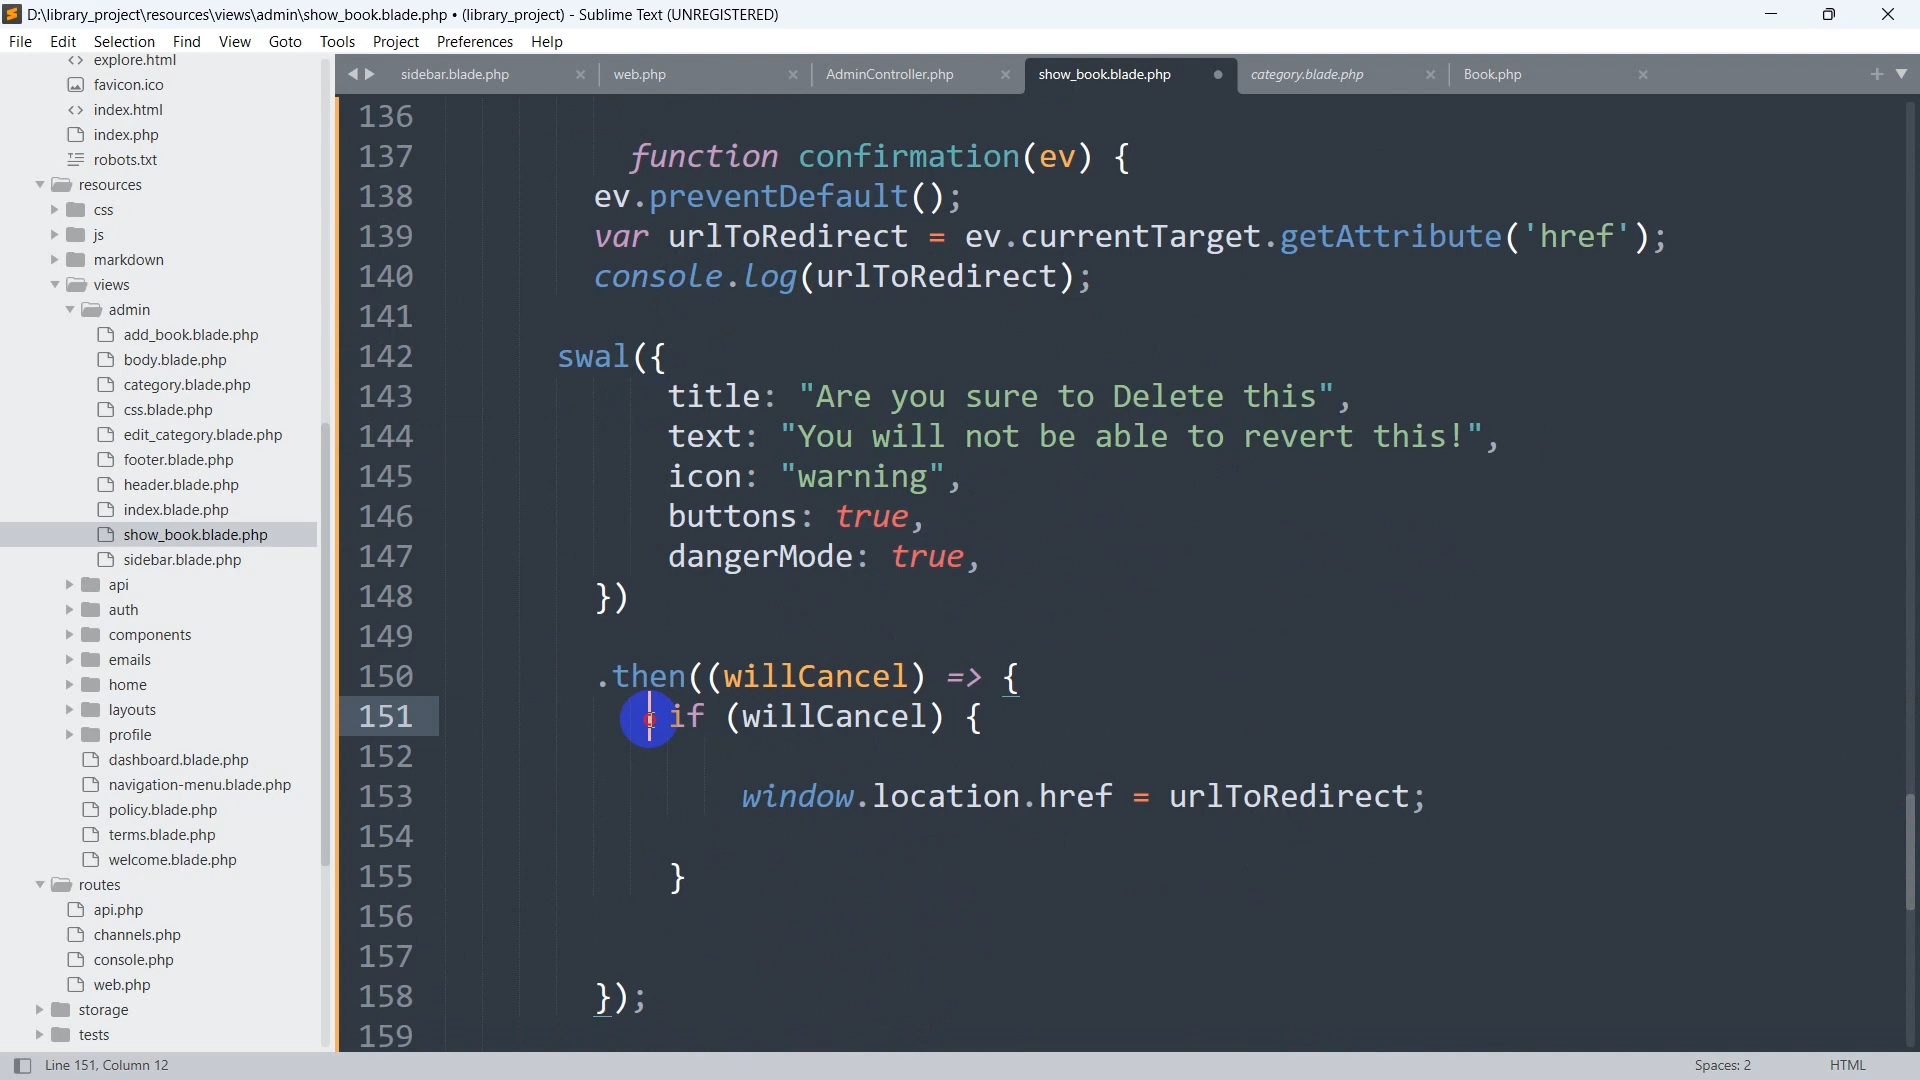 D:\library_project\resources\views\admin\show_book.blade.php • (library_project) - Sublime Text (UNREGISTERED)
File Edit Selection Find View Goto Tools Project Preferences Help
explore.html
favicon.ico
index.html
index.php
robots.txt
resources
css
js
markdown
views
admin
add_book.blade.php
body.blade.php
category.blade.php
css.blade.php
edit_category.blade.php
footer.blade.php
header.blade.php
index.blade.php
show_book.blade.php
sidebar.blade.php
api
auth
components
emails
home
layouts
profile
dashboard.blade.php
navigation-menu.blade.php
policy.blade.php
terms.blade.php
welcome.blade.php
routes
api.php
channels.php
console.php
web.php
storage
tests
sidebar.blade.php web.php AdminController.php show_book.blade.php category.blade.php Book.php
136
137 function confirmation(ev) {
138 ev.preventDefault();
139 var urlToRedirect = ev.currentTarget.getAttribute('href');
140 console.log(urlToRedirect);
141
142 swal({
143 title: "Are you sure to Delete this",
144 text: "You will not be able to revert this!",
145 icon: "warning",
146 buttons: true,
147 dangerMode: true,
148 })
149
150 .then((willCancel) => {
151 if (willCancel) {
152
153 window.location.href = urlToRedirect;
154
155 }
156
157
158 });
159
Line 151, Column 12 Spaces: 2 HTML